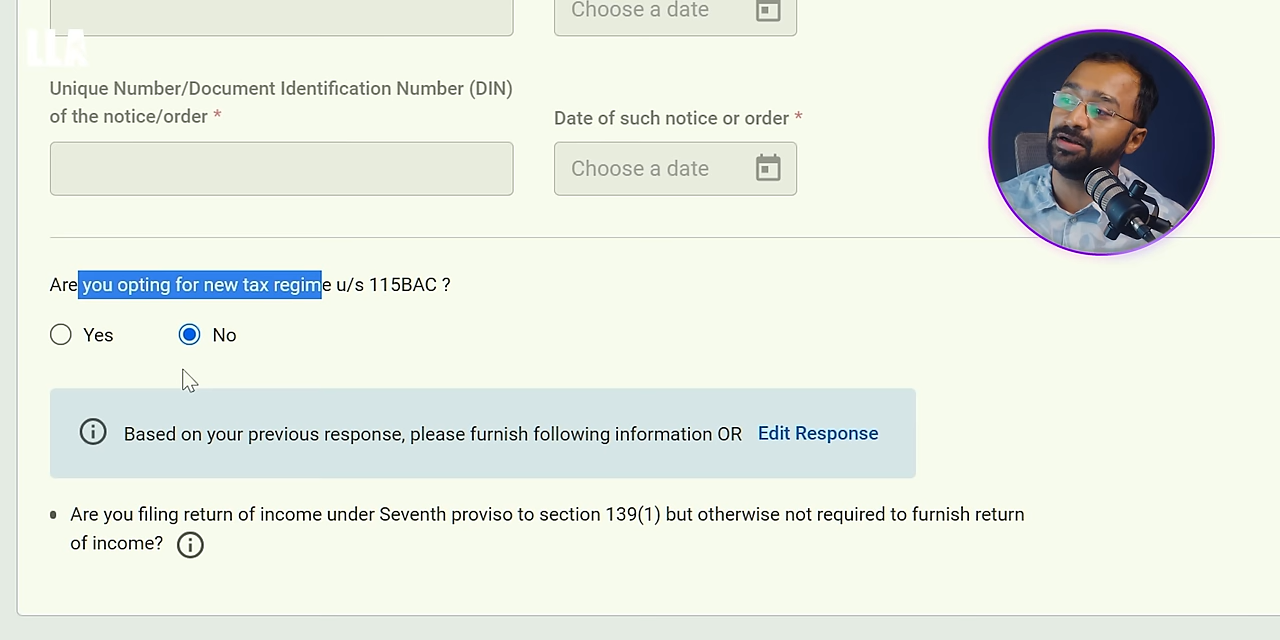 Choose a date
LLA
Unique Number/Document Identification Number (DIN)
of the notice/order *
Date of such notice or order *
Choose a date
Are you opting for new tax regime u/s 115BAC ?
Yes
No
Based on your previous response, please furnish following information OR Edit Response
Are you filing return of income under Seventh proviso to section 139(1) but otherwise not required to furnish return
of income?